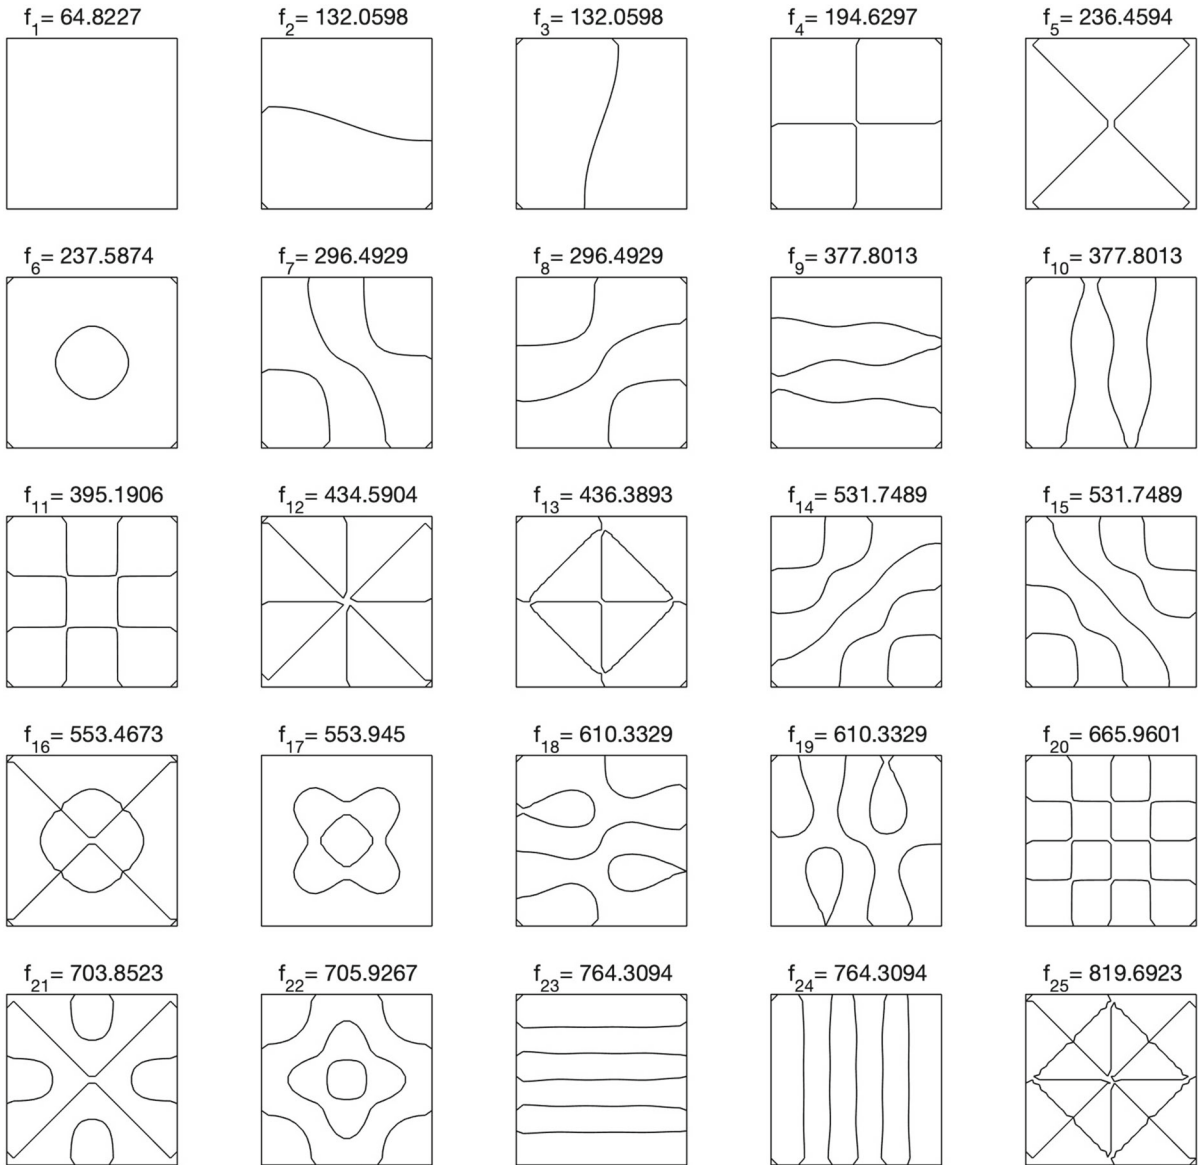 f1= 64.8227 f2= 132.0598 f3= 132.0598 f4= 194.6297 f5= 236.4594
f6= 237.5874 f7= 296.4929 f8= 296.4929 f9= 377.8013 f10= 377.8013
f11= 395.1906 f12= 434.5904 f13= 436.3893 f14= 531.7489 f15= 531.7489
f16= 553.4673 f17= 553.945 f18= 610.3329 f19= 610.3329 f20= 665.9601
f21= 703.8523 f22= 705.9267 f23= 764.3094 f24= 764.3094 f25= 819.6923